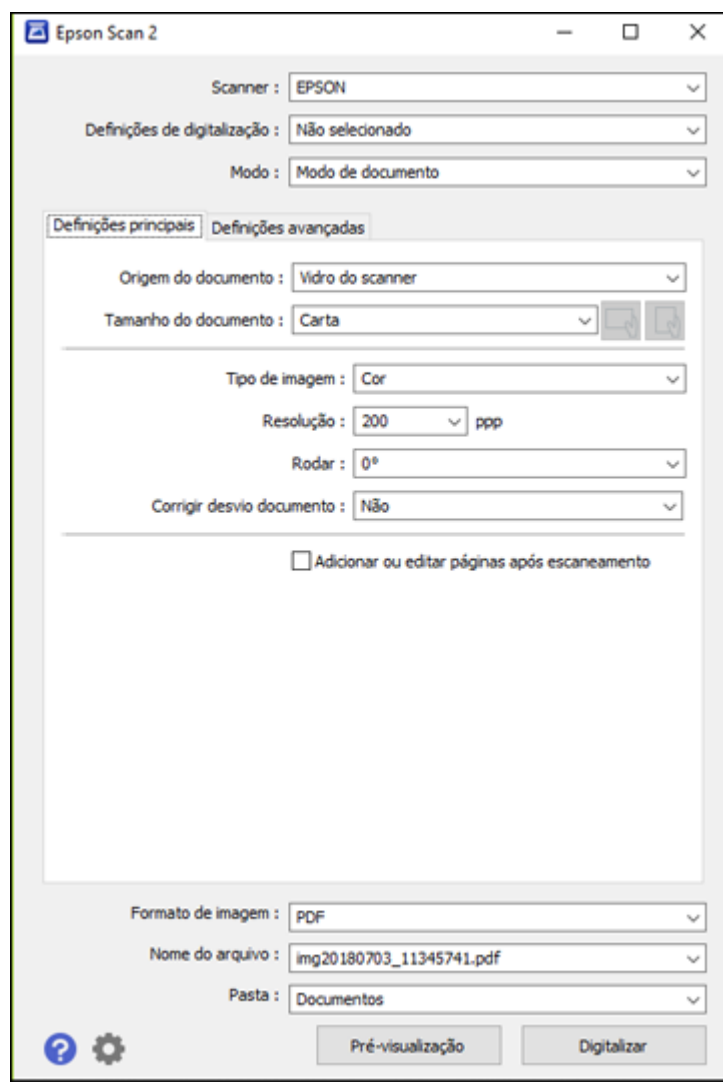 Epson Scan 2
Scanner : EPSON
Definições de digitalização : Não selecionado
Modo : Modo de documento
Definições principais Definições avançadas
Origem do documento : Vidro do scanner
Tamanho do documento : Carta
Tipo de imagem : Cor
Resolução : 200 ppp
Rodar : 0°
Corrigir desvio documento : Não
Adicionar ou editar páginas após escaneamento
Formato de imagem : PDF
Nome do arquivo : img20180703_11345741.pdf
Pasta : Documentos
? Pré-visualização Digitalizar